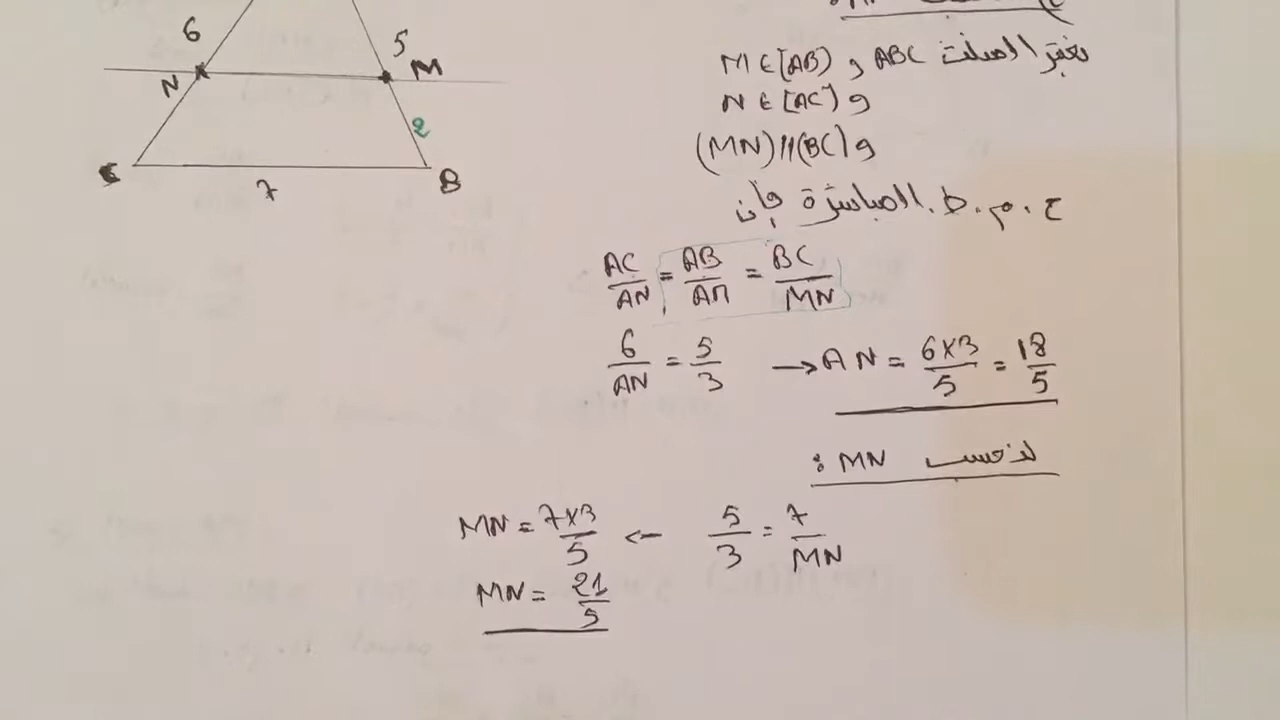 6
5
N
M
2
C
7
B
نعتبر المثلث ABC و M∈[AB)
و N∈[AC)
و (MN)//(BC)
ح.م.ط.المباشرة فإن
AC/AN = AB/AM = BC/MN
6/AN = 5/3 → AN = 6×3/5 = 18/5
لنحسب MN :
5/3 = 7/MN ← MN = 7×3/5
MN = 21/5